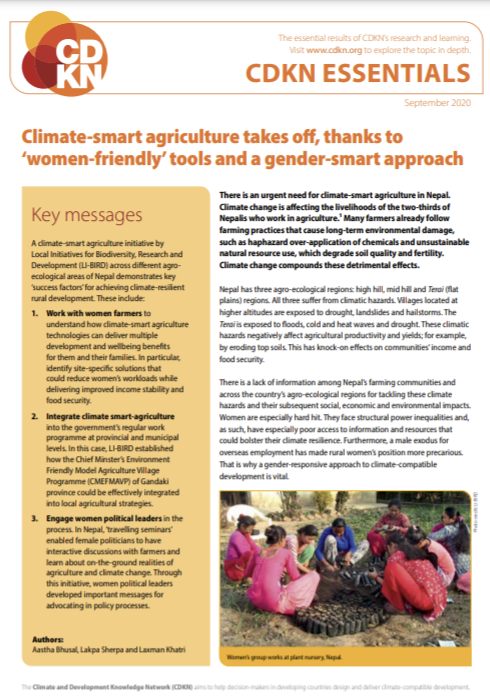 CD
KN
The essential results of CDKN's research and learning.
Visit www.cdkn.org to explore the topic in depth.
CDKN ESSENTIALS
September 2020
Climate-smart agriculture takes off, thanks to
'women-friendly' tools and a gender-smart approach
Key messages
A climate-smart agriculture initiative by
Local Initiatives for Biodiversity, Research and
Development (LI-BIRD) across different agro-
ecological areas of Nepal demonstrates key
'success factors' for achieving climate-resilient
rural development. These include:
1. Work with women farmers to
understand how climate-smart agriculture
technologies can deliver multiple
development and wellbeing benefits
for them and their families. In particular,
identify site-specific solutions that
could reduce women's workloads while
delivering improved income stability and
food security.
2. Integrate climate smart-agriculture
into the government's regular work
programme at provincial and municipal
levels. In this case, LI-BIRD established
how the Chief Minster's Environment
Friendly Model Agriculture Village
Programme (CMEFMAVP) of Gandaki
province could be effectively integrated
into local agricultural strategies.
3. Engage women political leaders in the
process. In Nepal, 'travelling seminars'
enabled female politicians to have
interactive discussions with farmers and
learn about on-the-ground realities of
agriculture and climate change. Through
this initiative, women political leaders
developed important messages for
advocating in policy processes.
Authors:
Aastha Bhusal, Lakpa Sherpa and Laxman Khatri
There is an urgent need for climate-smart agriculture in Nepal.
Climate change is affecting the livelihoods of the two-thirds of
Nepalis who work in agriculture.¹ Many farmers already follow
farming practices that cause long-term environmental damage,
such as haphazard over-application of chemicals and unsustainable
natural resource use, which degrade soil quality and fertility.
Climate change compounds these detrimental effects.
Nepal has three agro-ecological regions: high hill, mid hill and Terai (flat
plains) regions. All three suffer from climatic hazards. Villages located at
higher altitudes are exposed to drought, landslides and hailstorms. The
Terai is exposed to floods, cold and heat waves and drought. These climatic
hazards negatively affect agricultural productivity and yields; for example,
by eroding top soils. This has knock-on effects on communities' income and
food security.
There is a lack of information among Nepal's farming communities and
across the country's agro-ecological regions for tackling these climate
hazards and their subsequent social, economic and environmental impacts.
Women are especially hard hit. They face structural power inequalities and,
as such, have especially poor access to information and resources that
could bolster their climate resilience. Furthermore, a male exodus for
overseas employment has made rural women's position more precarious.
That is why a gender-responsive approach to climate-compatible
development is vital.
Women's group works at plant nursery, Nepal.
The Climate and Development Knowledge Network (CDKN) aims to help decision-makers in developing countries design and deliver climate-compatible development.